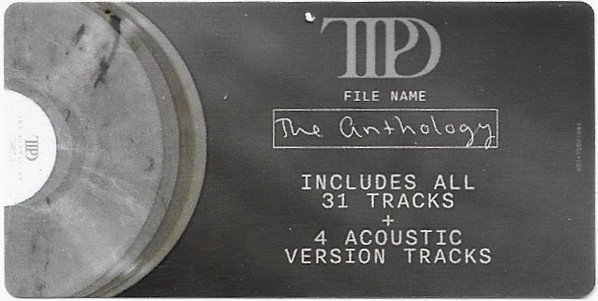 TTPD
FILE NAME
The Anthology
INCLUDES ALL
31 TRACKS
+
4 ACOUSTIC
VERSION TRACKS